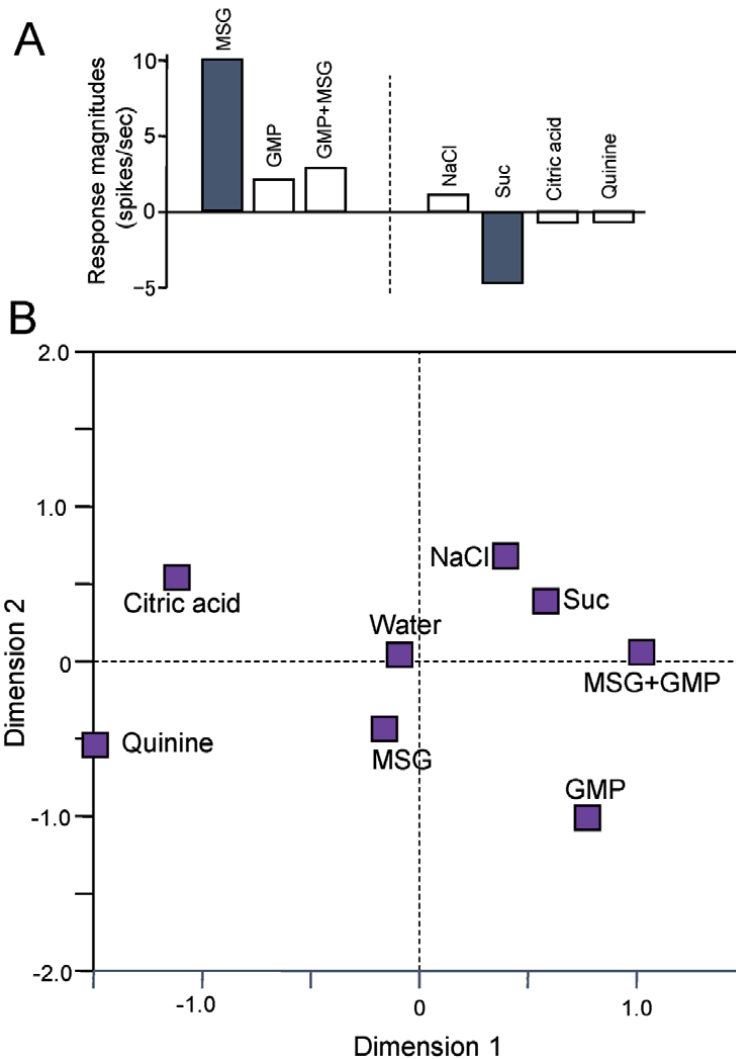 A
Response magnitudes
(spikes/sec)
10
5
0
−5
MSG
GMP
GMP+MSG
NaCl
Suc
Citric acid
Quinine
B
Dimension 2
2.0
1.0
0
-1.0
-2.0
NaCl
Suc
Citric acid
Water
MSG+GMP
Quinine
MSG
GMP
-1.0
0
1.0
Dimension 1